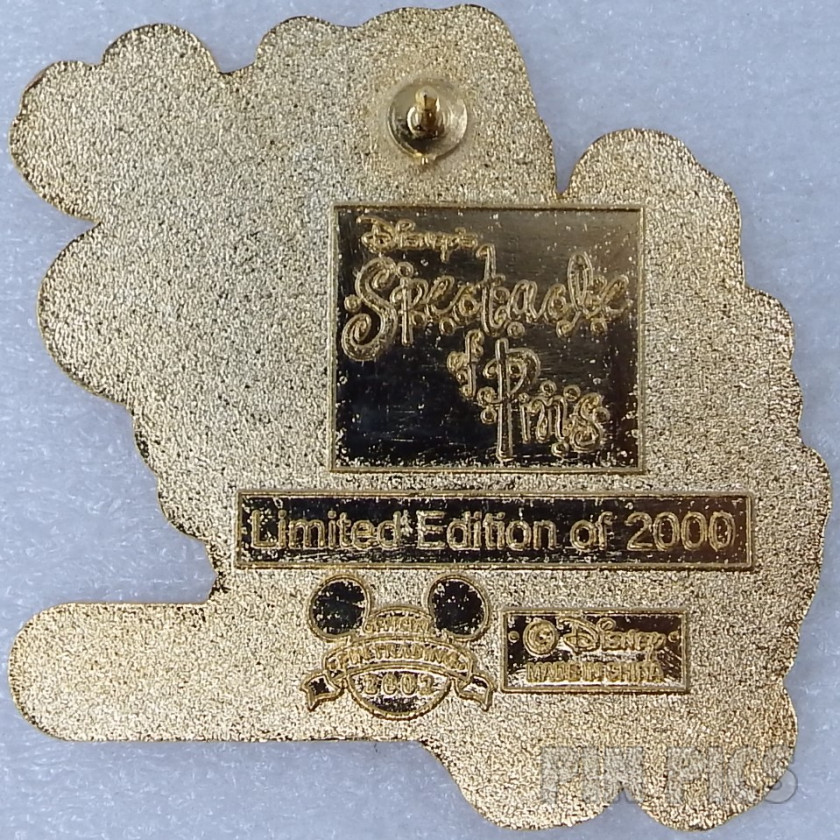 Disney's
Spectacle
of Pins
Limited Edition of 2000
PIN TRADING
2002
© Disney
MADE IN CHINA
PIN PICS